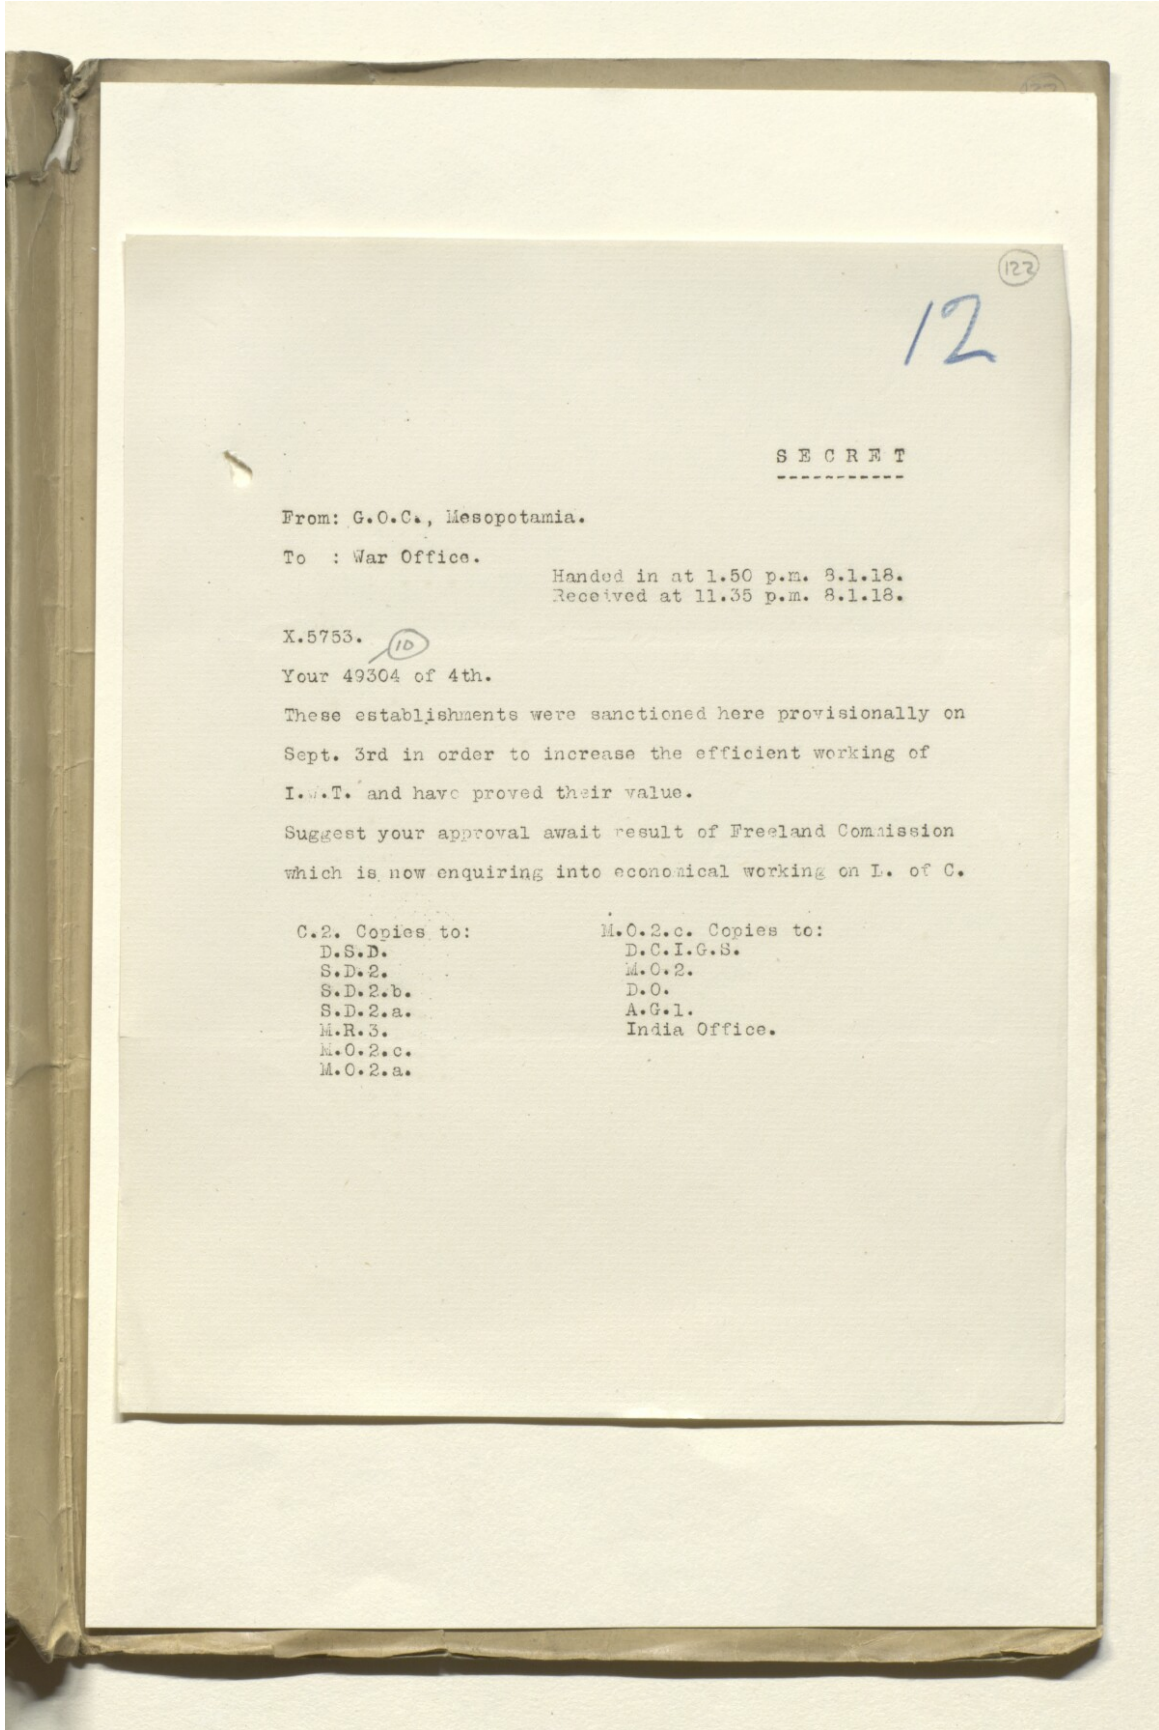 122
12
SECRET
-----------
From: G.O.C., Mesopotamia.
To : War Office.
Handed in at 1.50 p.m. 8.1.18.
Received at 11.35 p.m. 8.1.18.
X.5753.
10
Your 49304 of 4th.
These establishments were sanctioned here provisionally on
Sept. 3rd in order to increase the efficient working of
I.W.T. and have proved their value.
Suggest your approval await result of Freeland Commission
which is now enquiring into economical working on L. of C.
C.2. Copies to:
D.S.D.
S.D.2.
S.D.2.b.
S.D.2.a.
M.R.3.
M.O.2.c.
M.O.2.a.
M.O.2.c. Copies to:
D.C.I.G.S.
M.O.2.
D.O.
A.G.1.
India Office.